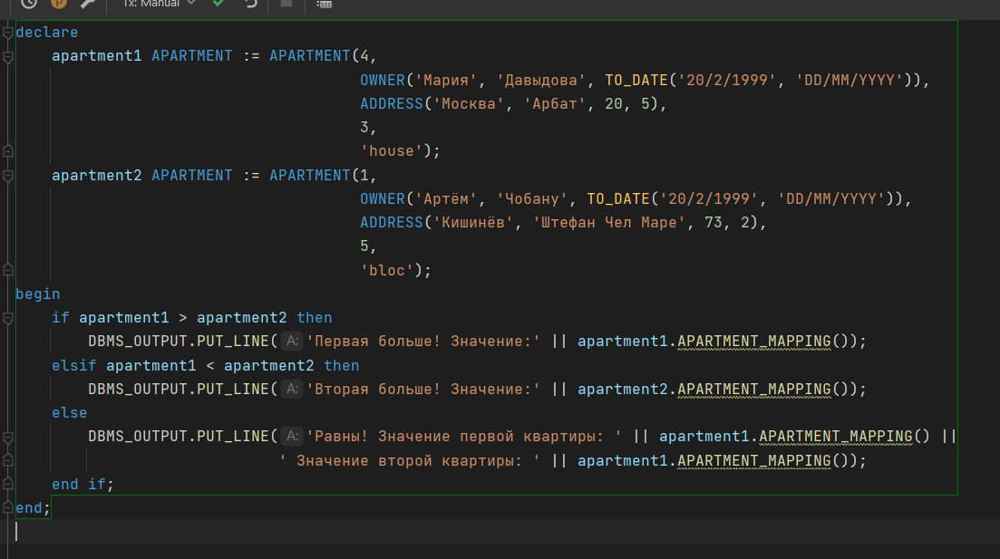 Tx: Manual
declare
apartment1 APARTMENT := APARTMENT(4,
OWNER('Мария', 'Давыдова', TO_DATE('20/2/1999', 'DD/MM/YYYY')),
ADDRESS('Москва', 'Арбат', 20, 5),
3,
'house');
apartment2 APARTMENT := APARTMENT(1,
OWNER('Артём', 'Чобану', TO_DATE('20/2/1999', 'DD/MM/YYYY')),
ADDRESS('Кишинёв', 'Штефан Чел Маре', 73, 2),
5,
'bloc');
begin
if apartment1 > apartment2 then
DBMS_OUTPUT.PUT_LINE( A: 'Первая больше! Значение:' || apartment1.APARTMENT_MAPPING());
elsif apartment1 < apartment2 then
DBMS_OUTPUT.PUT_LINE( A: 'Вторая больше! Значение:' || apartment2.APARTMENT_MAPPING());
else
DBMS_OUTPUT.PUT_LINE( A: 'Равны! Значение первой квартиры: ' || apartment1.APARTMENT_MAPPING() ||
' Значение второй квартиры: ' || apartment1.APARTMENT_MAPPING());
end if;
end;